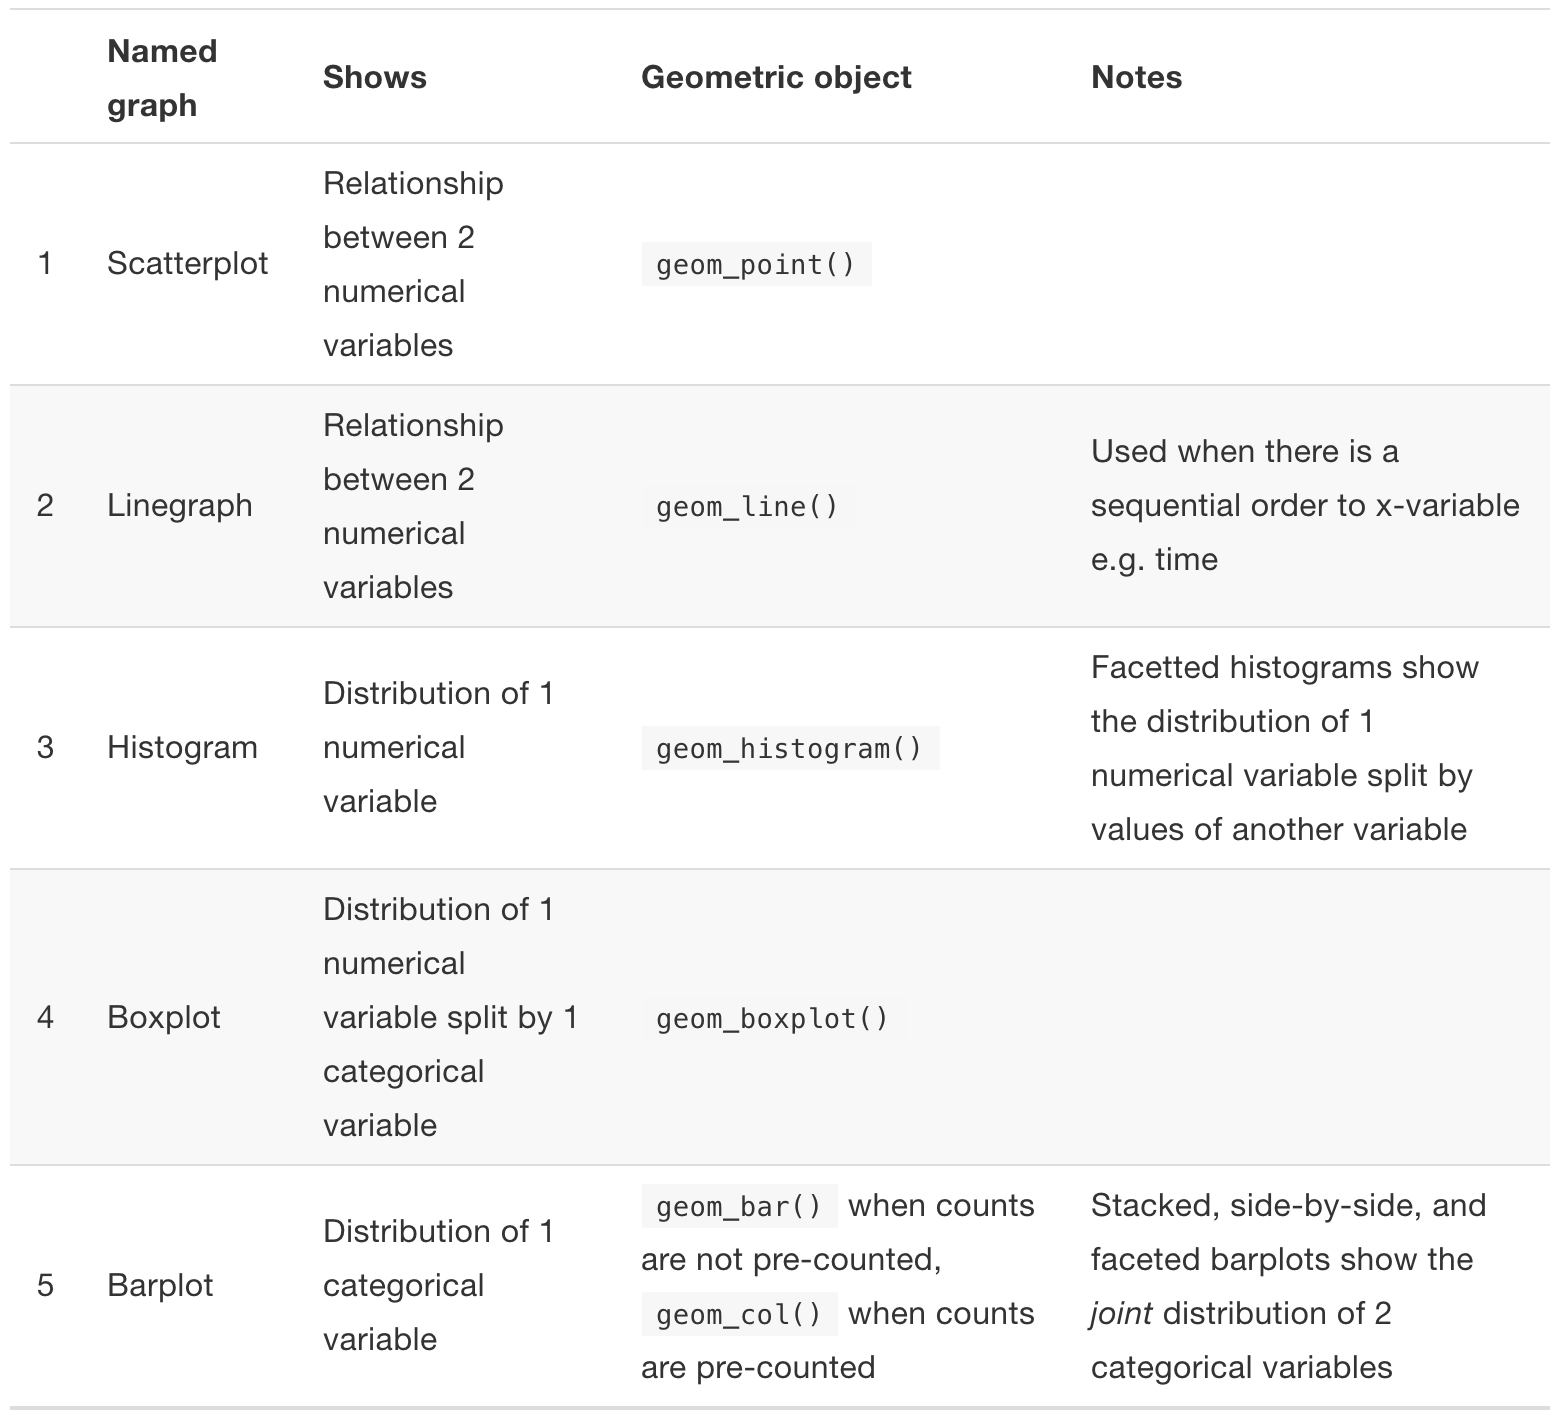 Named
graph
Shows
Geometric object
Notes
1
Scatterplot
Relationship
between 2
numerical
variables
geom_point()
2
Linegraph
Relationship
between 2
numerical
variables
geom_line()
Used when there is a
sequential order to x-variable
e.g. time
3
Histogram
Distribution of 1
numerical
variable
geom_histogram()
Facetted histograms show
the distribution of 1
numerical variable split by
values of another variable
4
Boxplot
Distribution of 1
numerical
variable split by 1
categorical
variable
geom_boxplot()
5
Barplot
Distribution of 1
categorical
variable
geom_bar() when counts
are not pre-counted,
geom_col() when counts
are pre-counted
Stacked, side-by-side, and
faceted barplots show the
joint distribution of 2
categorical variables